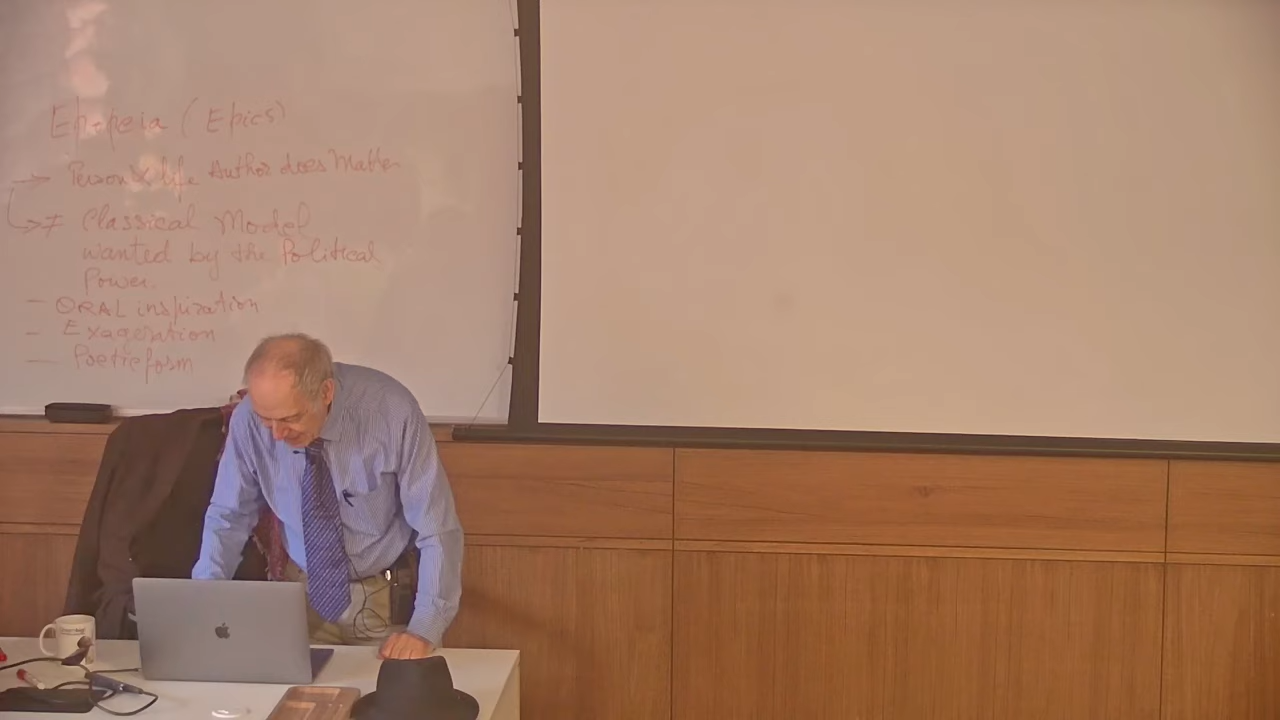 Epopeia (Epics)
→ Person & life Author does Matter
↳ ≠ Classical Model
wanted by the Political
Power.
- ORAL inspiration
- Exageration
- Poetic form